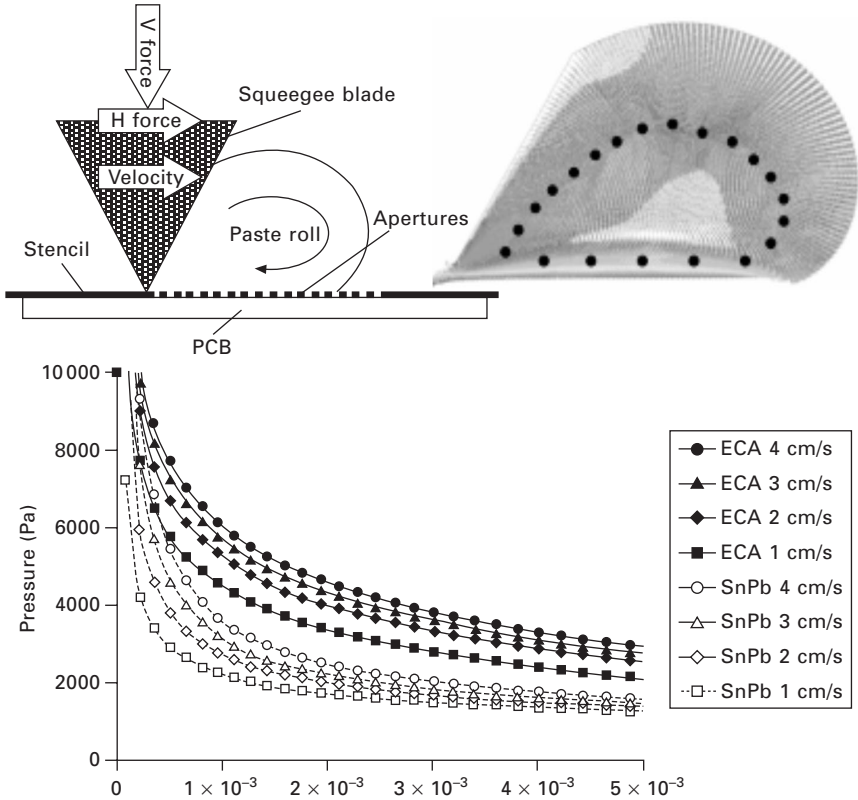 V force
H force
Squeegee blade
Velocity
Paste roll
Apertures
Stencil
PCB
Pressure (Pa)
10 000
8000
6000
4000
2000
0
0 1 × 10⁻³ 2 × 10⁻³ 3 × 10⁻³ 4 × 10⁻³ 5 × 10⁻³
ECA 4 cm/s
ECA 3 cm/s
ECA 2 cm/s
ECA 1 cm/s
SnPb 4 cm/s
SnPb 3 cm/s
SnPb 2 cm/s
SnPb 1 cm/s